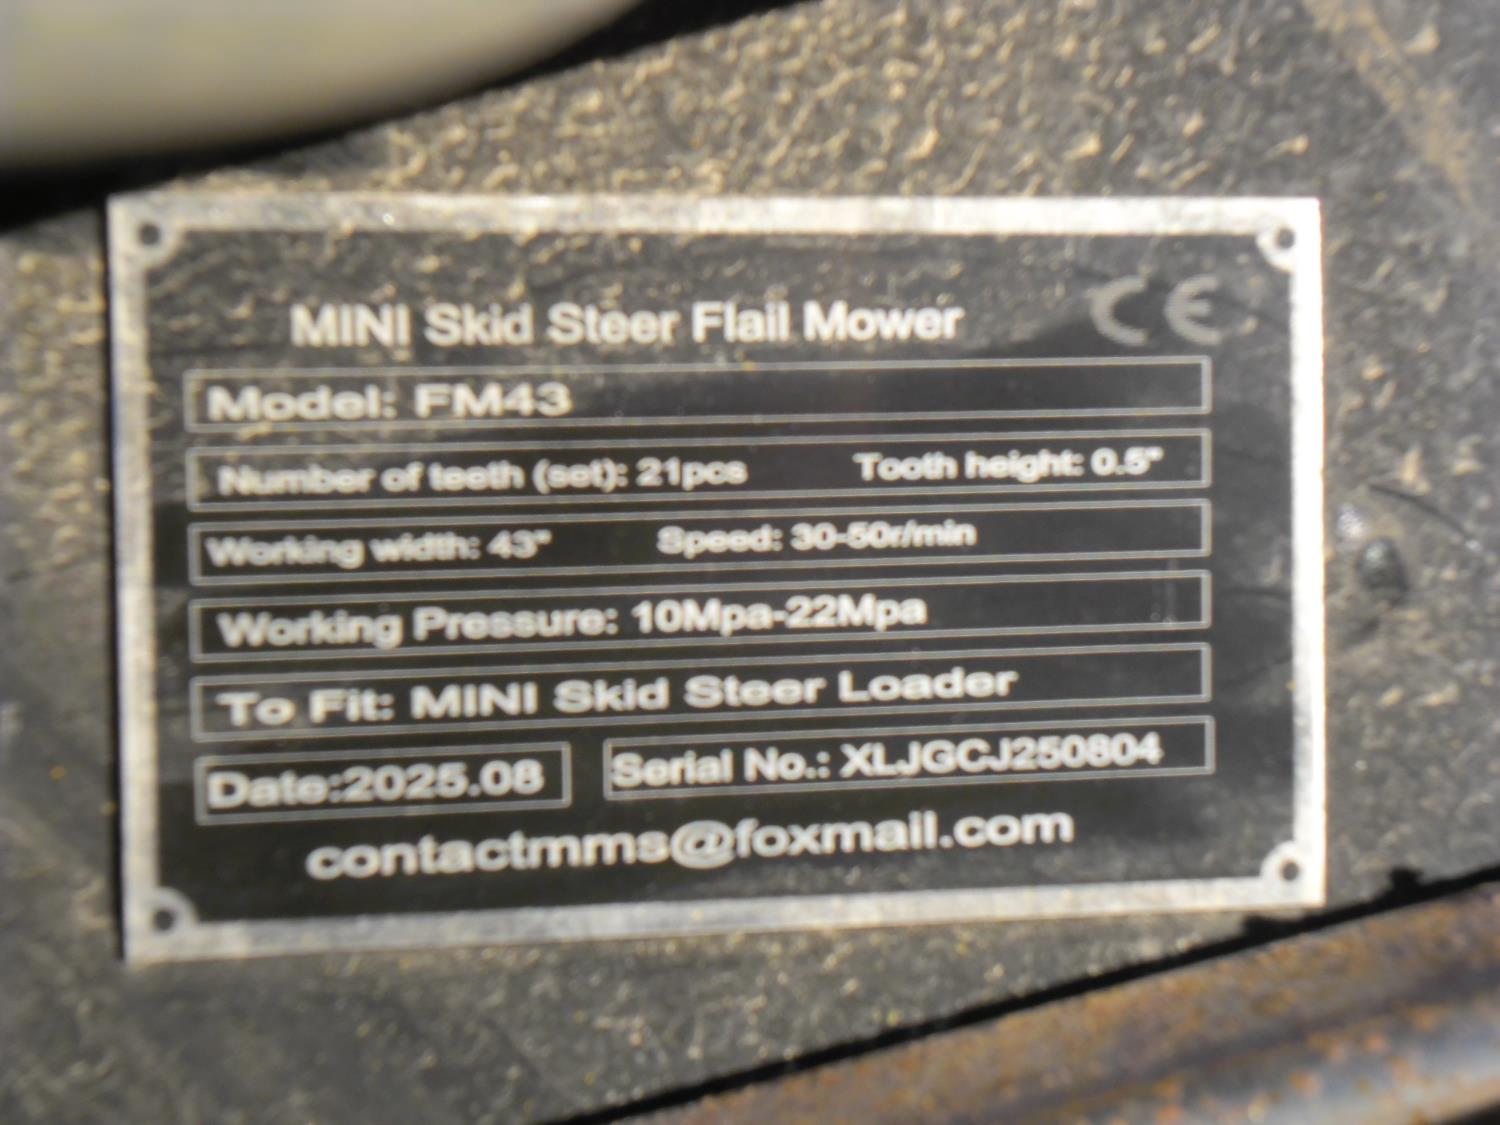 MINI Skid Steer Flail Mower CE
Model: FM43
Number of teeth (set): 21pcs Tooth height: 0.5"
Working width: 43" Speed: 30-50r/min
Working Pressure: 10Mpa-22Mpa
To Fit: MINI Skid Steer Loader
Date:2025.08 Serial No.: XLJGCJ250804
contactmms@foxmail.com